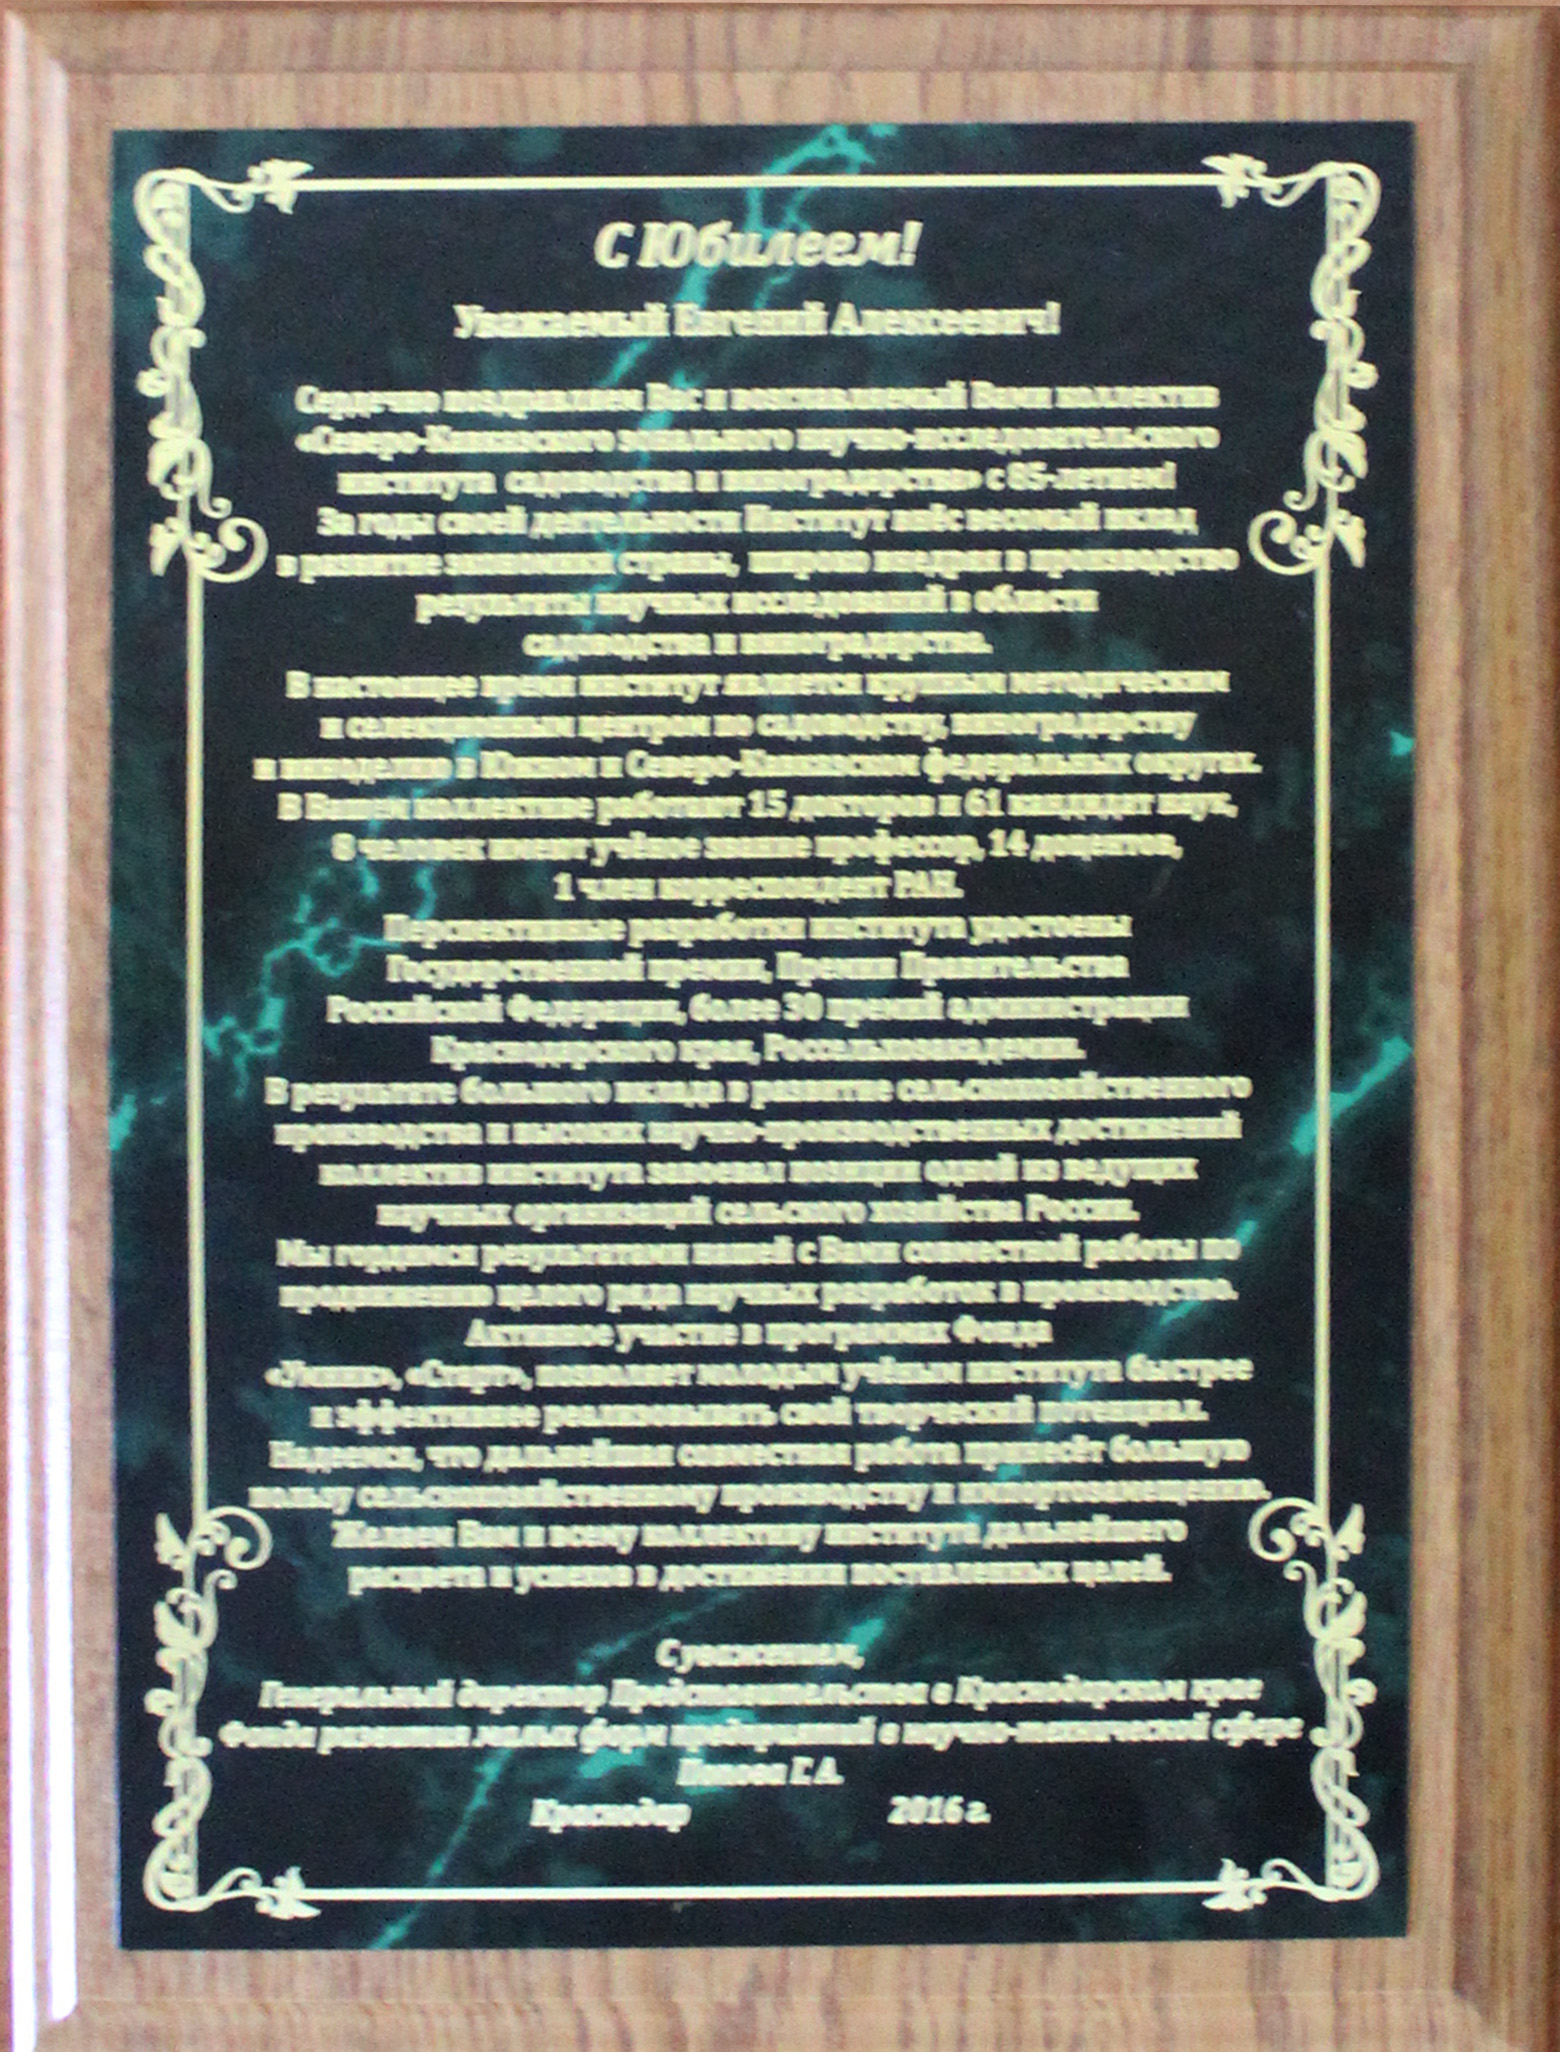 С Юбилеем!
Уважаемый Евгений Алексеевич!
Сердечно поздравляем Вас и возглавляемый Вами коллектив
«Северо-Кавказского зонального научно-исследовательского
института садоводства и виноградарства» с 85-летием!
За годы своей деятельности Институт внёс весомый вклад
в развитие экономики страны, широко внедряя в производство
результаты научных исследований в области
садоводства и виноградарства.
В настоящее время институт является крупным методическим
и селекционным центром по садоводству, виноградарству
и виноделию в Южном и Северо-Кавказском федеральных округах.
В Вашем коллективе работают 15 докторов и 61 кандидат наук,
8 человек имеют учёное звание профессор, 14 доцентов,
1 член корреспондент РАН.
Перспективные разработки института удостоены
Государственной премии, Премии Правительства
Российской Федерации, более 30 премий администрации
Краснодарского края, Россельхозакадемии.
В результате большого вклада в развитие сельскохозяйственного
производства и высоких научно-производственных достижений
коллектив института завоевал позиции одной из ведущих
научных организаций сельского хозяйства России.
Мы гордимся результатами нашей с Вами совместной работы по
продвижению целого ряда научных разработок в производство.
Активное участие в программах Фонда
«Умник», «Старт», позволяет молодым учёным института быстрее
и эффективнее реализовывать свой творческий потенциал.
Надеемся, что дальнейшая совместная работа принесёт большую
пользу сельскохозяйственному производству и импортозамещению.
Желаем Вам и всему коллективу института дальнейшего
расцвета и успехов в достижении поставленных целей.
С уважением,
Генеральный директор Представительства в Краснодарском крае
Фонда развития малых форм предприятий в научно-технической сфере
Г.А.
Краснодар 2016 г.